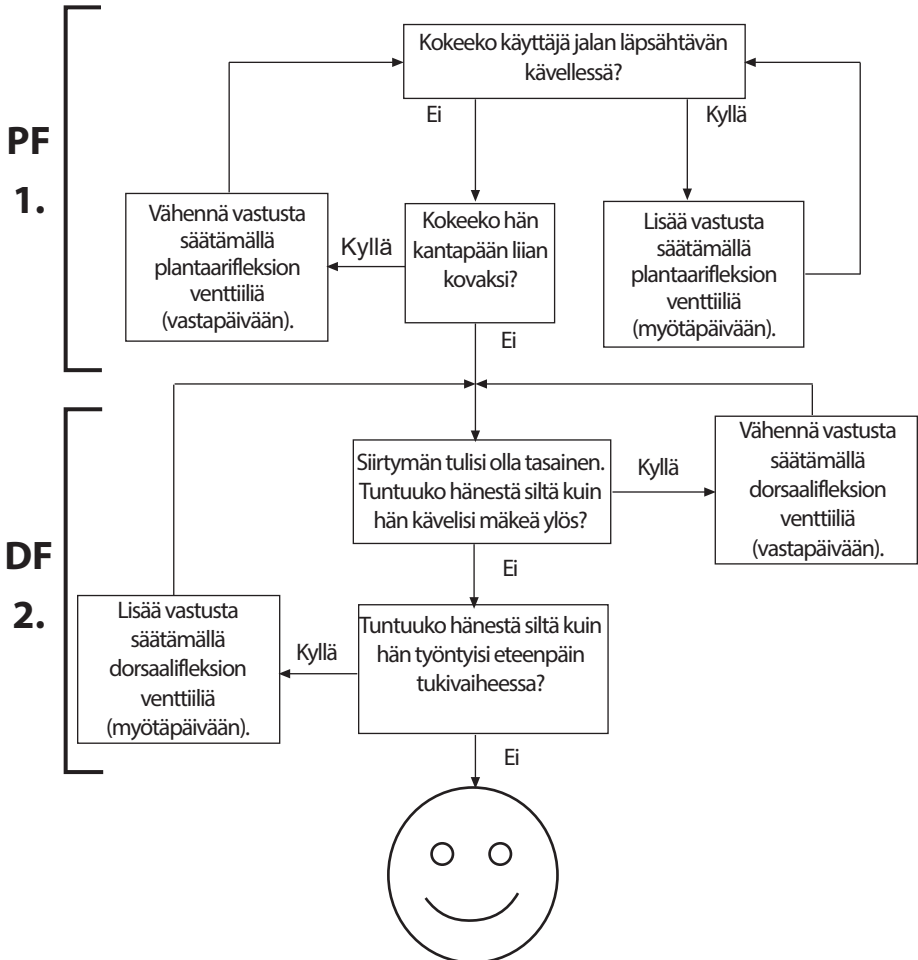 PF
1.
Kokeeko käyttäjä jalan läpsähtävän
kävellessä?
Ei
Kyllä
Vähennä vastusta
säätämällä
plantaarifleksion
venttiiliä
(vastapäivään).
Kyllä
Kokeeko hän
kantapään liian
kovaksi?
Lisää vastusta
säätämällä
plantaarifleksion
venttiiliä
(myötäpäivään).
Ei
DF
2.
Siirtymän tulisi olla tasainen.
Tuntuuko hänestä siltä kuin
hän kävelisi mäkeä ylös?
Kyllä
Vähennä vastusta
säätämällä
dorsaalifleksion
venttiiliä
(vastapäivään).
Ei
Lisää vastusta
säätämällä
dorsaalifleksion
venttiiliä
(myötäpäivään).
Kyllä
Tuntuuko hänestä siltä kuin
hän työntyisi eteenpäin
tukivaiheessa?
Ei